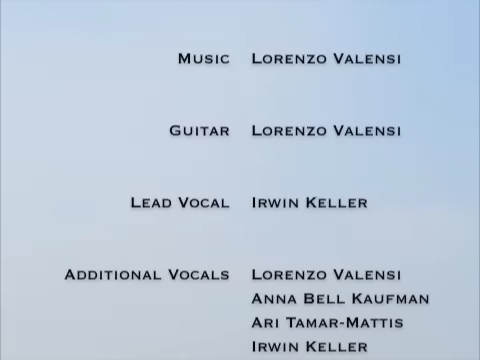 Music Lorenzo Valensi
Guitar Lorenzo Valensi
Lead Vocal Irwin Keller
Additional Vocals Lorenzo Valensi
Anna Bell Kaufman
Ari Tamar-Mattis
Irwin Keller